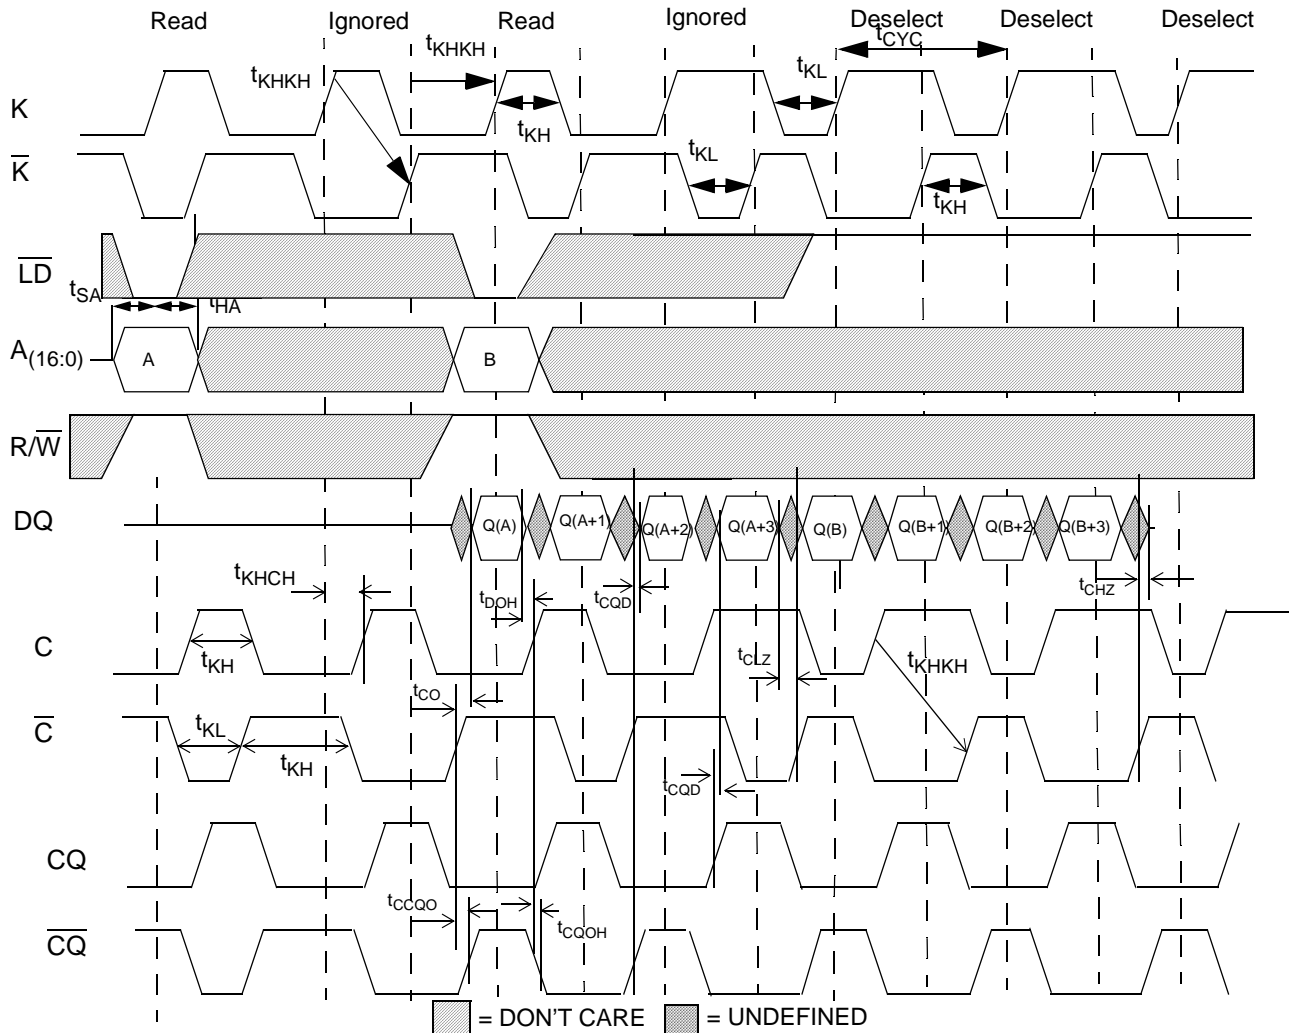 Read Ignored Read Ignored Deselect Deselect Deselect
tKHKH tCYC
tKHKH tKL
K
tKH
K̅ tKL
tKH
L̅D̅
tSA tHA
A(16:0) A B
R/W̅
DQ Q(A) Q(A+1) Q(A+2) Q(A+3) Q(B) Q(B+1) Q(B+2) Q(B+3)
tKHCH tDOH tCQD tCHZ
C tKH tCLZ tKHKH
tCO
C̅ tKL tKH
tCQD
CQ
tCCQO tCQOH
C̅Q̅
= DON'T CARE = UNDEFINED